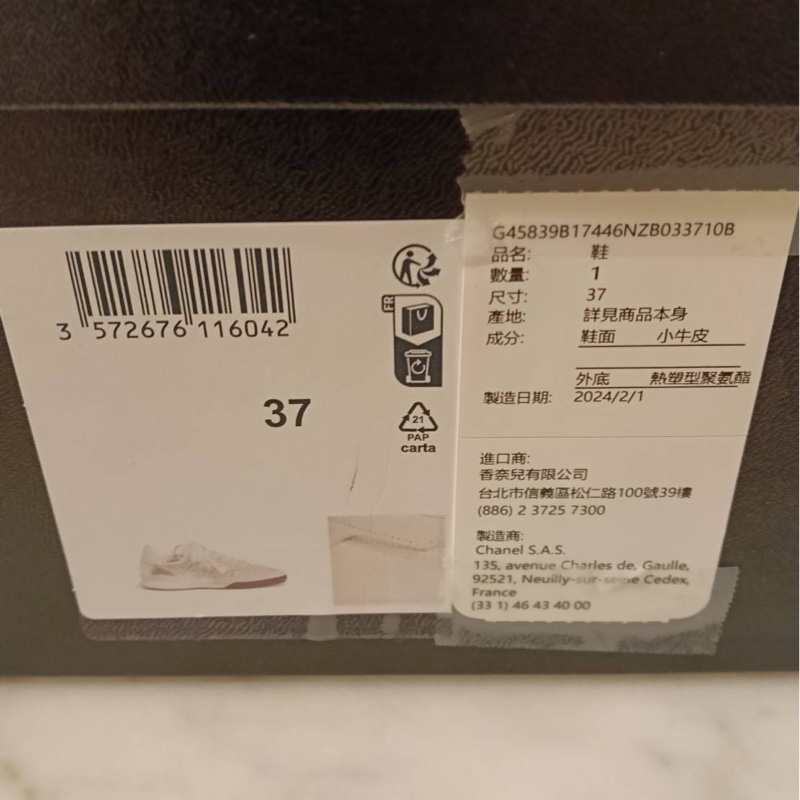 3 572676 116042
37
FR
21
PAP
carta
G45839B17446NZB033710B
品名: 鞋
數量: 1
尺寸: 37
產地: 詳見商品本身
成分: 鞋面 小牛皮
外底 熱塑型聚氨酯
製造日期: 2024/2/1
進口商:
香奈兒有限公司
台北市信義區松仁路100號39樓
(886) 2 3725 7300
製造商:
Chanel S.A.S.
135, avenue Charles de, Gaulle,
92521, Neuilly-sur-seine Cedex,
France
(33 1) 46 43 40 00